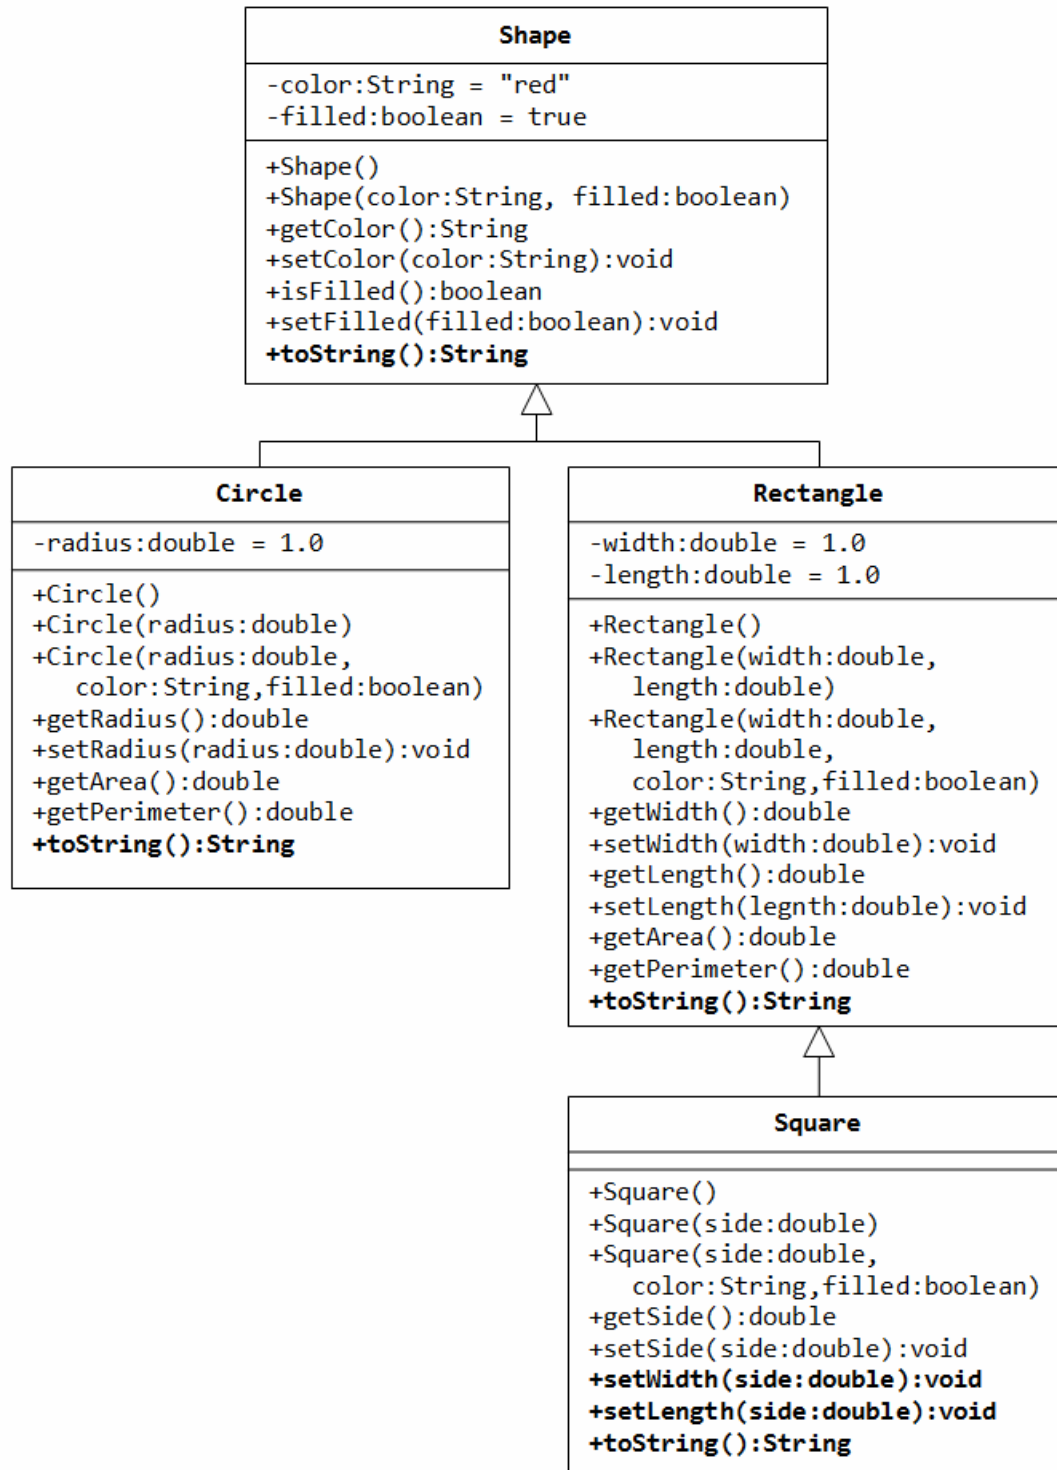 Shape
-color:String = "red"
-filled:boolean = true
+Shape()
+Shape(color:String, filled:boolean)
+getColor():String
+setColor(color:String):void
+isFilled():boolean
+setFilled(filled:boolean):void
+toString():String
Circle
-radius:double = 1.0
+Circle()
+Circle(radius:double)
+Circle(radius:double,
color:String,filled:boolean)
+getRadius():double
+setRadius(radius:double):void
+getArea():double
+getPerimeter():double
+toString():String
Rectangle
-width:double = 1.0
-length:double = 1.0
+Rectangle()
+Rectangle(width:double,
length:double)
+Rectangle(width:double,
length:double,
color:String,filled:boolean)
+getWidth():double
+setWidth(width:double):void
+getLength():double
+setLength(legnth:double):void
+getArea():double
+getPerimeter():double
+toString():String
Square
+Square()
+Square(side:double)
+Square(side:double,
color:String,filled:boolean)
+getSide():double
+setSide(side:double):void
+setWidth(side:double):void
+setLength(side:double):void
+toString():String